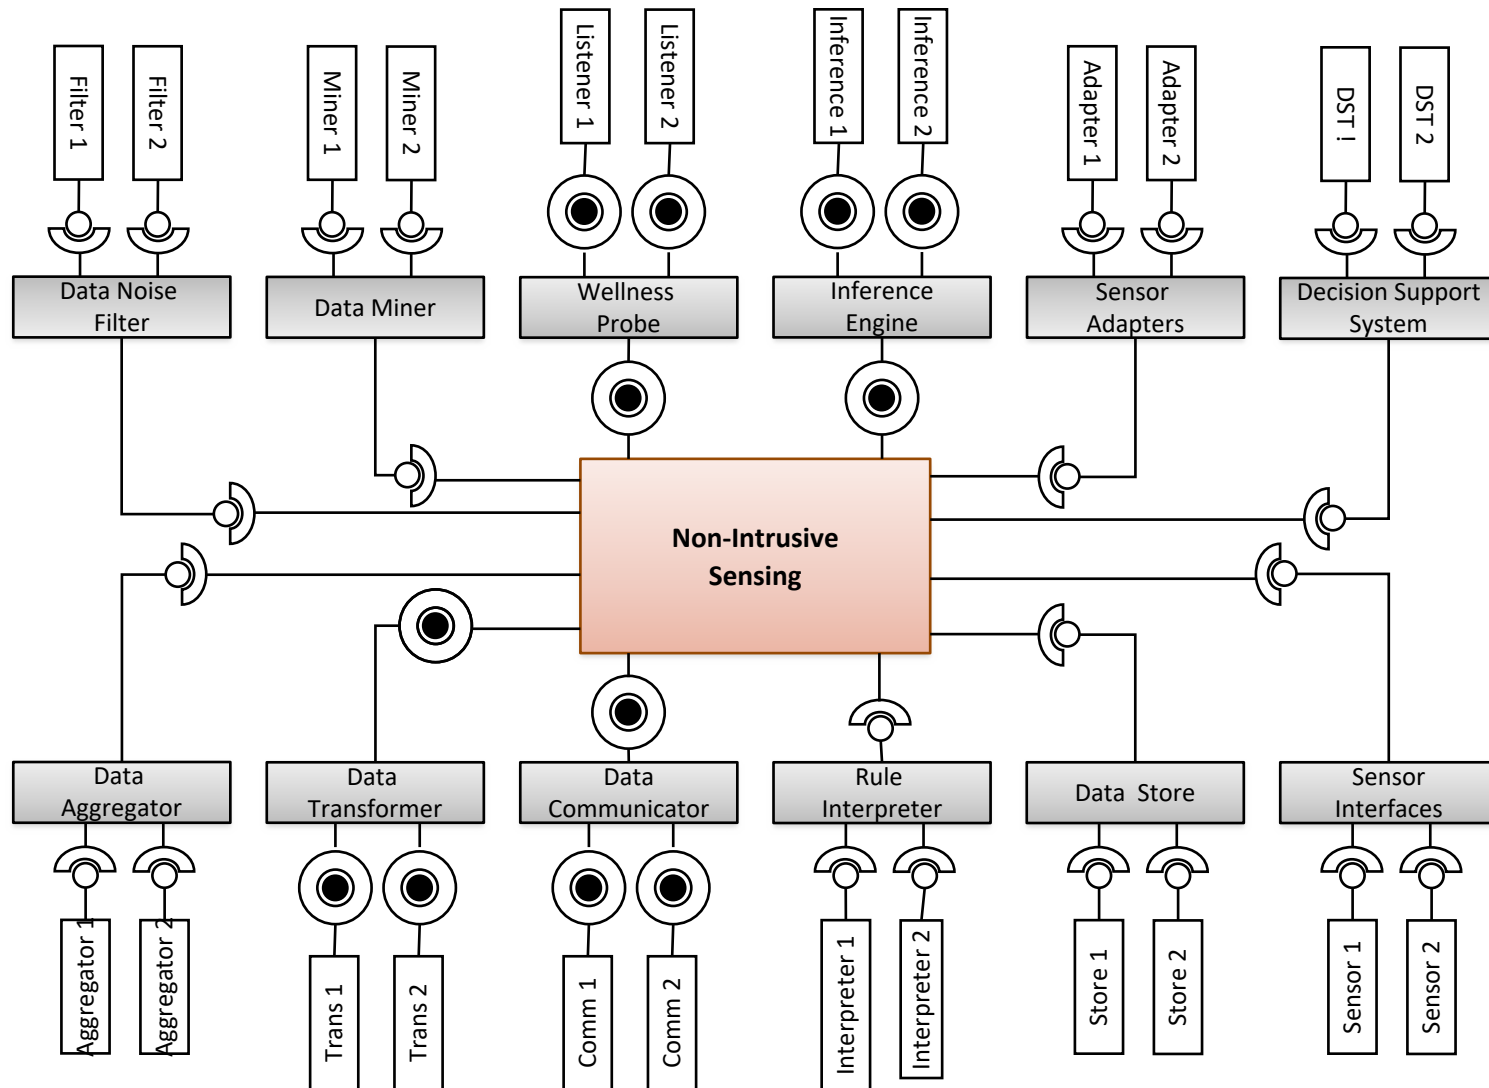 Filter 1
Filter 2
Miner 1
Miner 2
Listener 1
Listener 2
Inference 1
Inference 2
Adapter 1
Adapter 2
DST !
DST 2
Data Noise
Filter
Data Miner
Wellness
Probe
Inference
Engine
Sensor
Adapters
Decision Support
System
Non-Intrusive
Sensing
Data
Aggregator
Data
Transformer
Data
Communicator
Rule
Interpreter
Data Store
Sensor
Interfaces
Aggregator 1
Aggregator 2
Trans 1
Trans 2
Comm 1
Comm 2
Interpreter 1
Interpreter 2
Store 1
Store 2
Sensor 1
Sensor 2